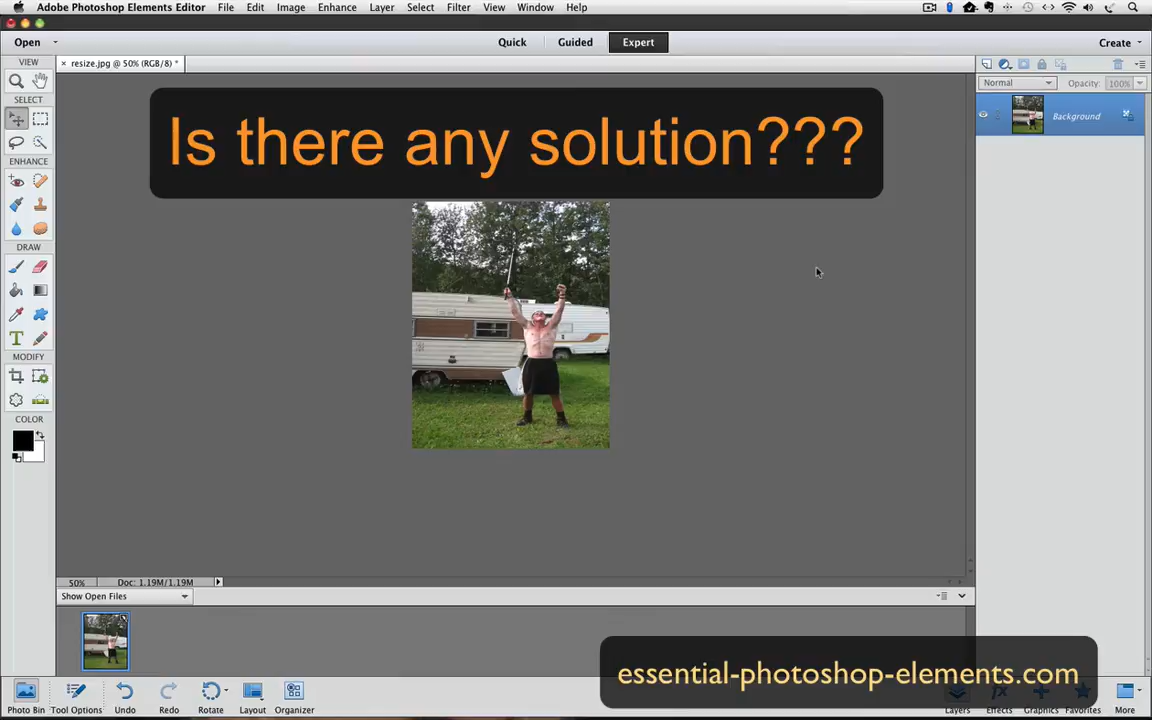 Adobe Photoshop Elements Editor File Edit Image Enhance Layer Select Filter View Window Help
Open Quick Guided Expert Create
VIEW × resize.jpg @ 50% (RGB/8) *
Is there any solution???
Normal Opacity: 100%
Background
SELECT
ENHANCE
DRAW
T
MODIFY
COLOR
50% Doc: 1.19M/1.19M
Show Open Files
essential-photoshop-elements.com
Photo Bin Tool Options Undo Redo Rotate Layout Organizer Layers Effects Graphics Favorites More